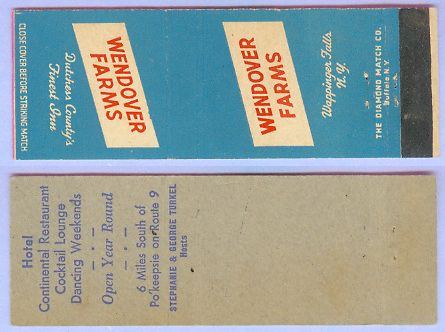 CLOSE COVER BEFORE STRIKING MATCH
Dutchess County's
Finest Inn
WENDOVER
FARMS
WENDOVER
FARMS
Wappinger Falls
N. Y.
THE DIAMOND MATCH CO.
Buffalo N.Y.
Hotel
Continental Restaurant
Cocktail Lounge
Dancing Weekends
— · —
Open Year Round
— · —
6 Miles South of
Po'keepsie on Route 9
STEPHANIE & GEORGE TURKEL
Hosts